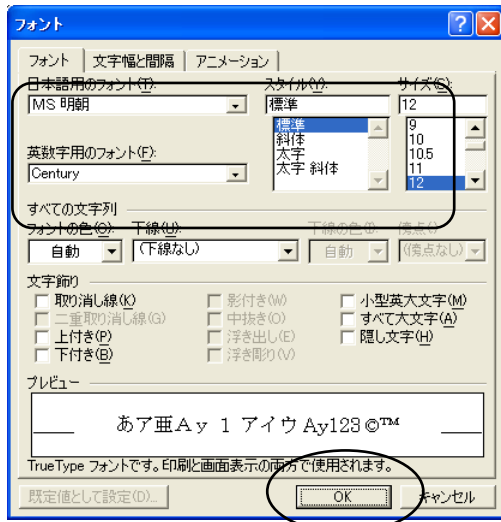 フォント
フォント 文字幅と間隔 アニメーション
日本語用のフォント(T): スタイル(Y): サイズ(S):
MS 明朝 標準 12
標準 9
斜体 10
太字 10.5
太字 斜体 11
12
英数字用のフォント(F):
Century
すべての文字列
フォントの色(O): 下線(U): 下線の色(I): 傍点(:)
自動 (下線なし) 自動 (傍点なし)
文字飾り
取り消し線(K) 影付き(W) 小型英大文字(M)
二重取り消し線(G) 中抜き(O) すべて大文字(A)
上付き(P) 浮き出し(E) 隠し文字(H)
下付き(B) 浮き彫り(V)
プレビュー
あア亜Ay 1 アイウ Ay123 ©™
TrueType フォントです。印刷と画面表示の両方で使用されます。
既定値として設定(D)... OK キャンセル